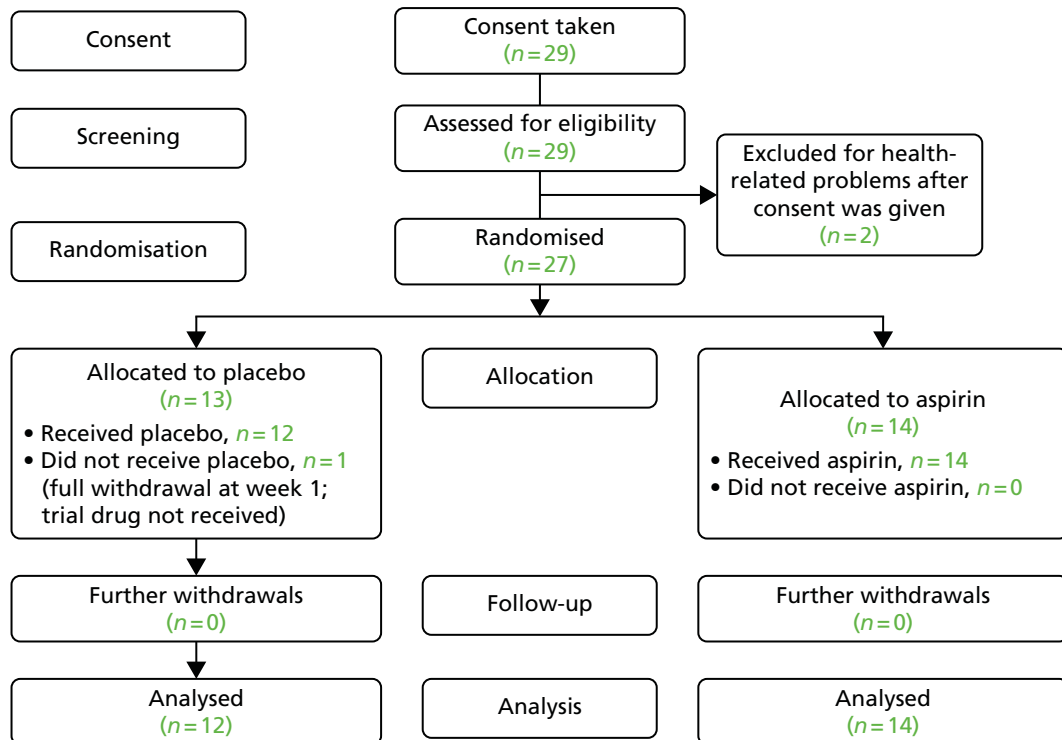 Consent
Consent taken
(n=29)
Screening
Assessed for eligibility
(n=29)
Excluded for health-
related problems after
consent was given
(n=2)
Randomisation
Randomised
(n=27)
Allocated to placebo
(n=13)
• Received placebo, n=12
• Did not receive placebo, n=1
(full withdrawal at week 1;
trial drug not received)
Allocation
Allocated to aspirin
(n=14)
• Received aspirin, n=14
• Did not receive aspirin, n=0
Further withdrawals
(n=0)
Follow-up
Further withdrawals
(n=0)
Analysed
(n=12)
Analysis
Analysed
(n=14)